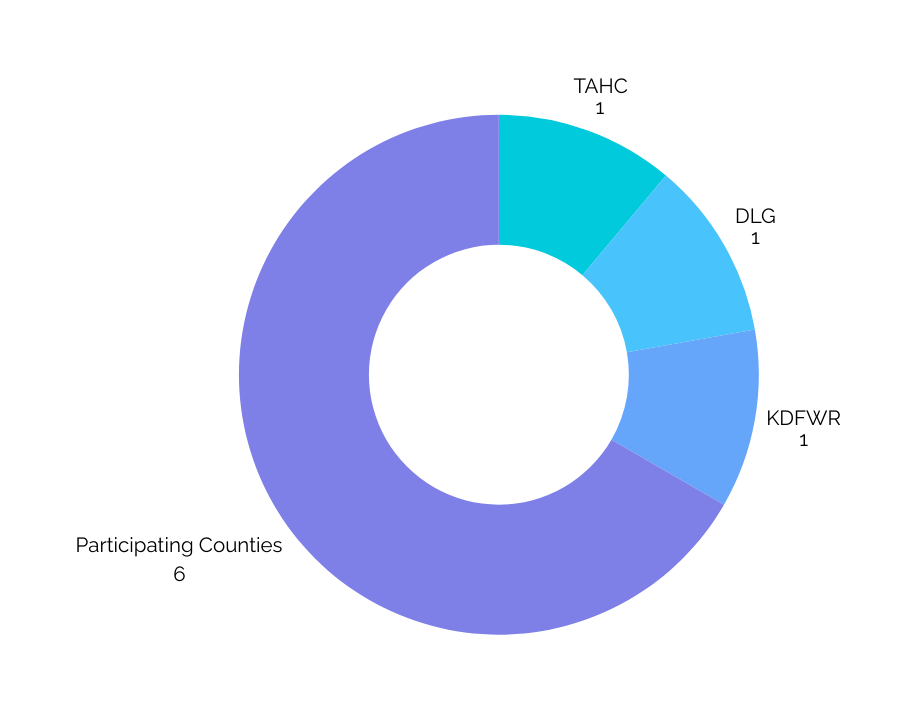 TAHC
1
DLG
1
KDFWR
1
Participating Counties
6